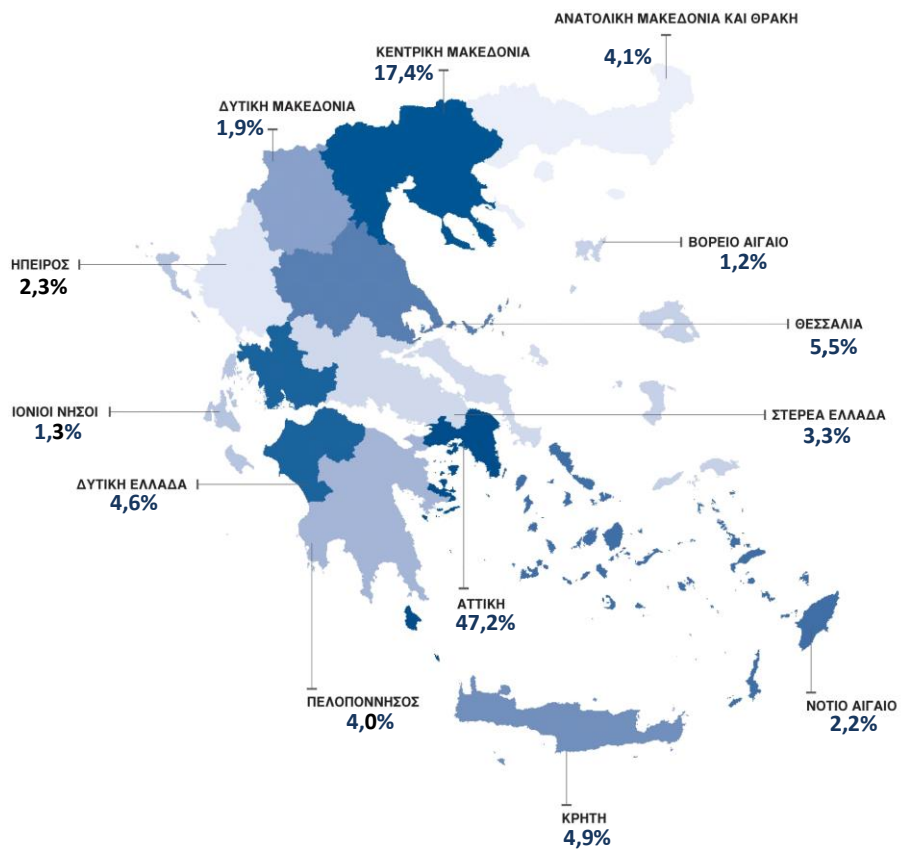 ΑΝΑΤΟΛΙΚΗ ΜΑΚΕΔΟΝΙΑ ΚΑΙ ΘΡΑΚΗ
4,1%
ΚΕΝΤΡΙΚΗ ΜΑΚΕΔΟΝΙΑ
17,4%
ΔΥΤΙΚΗ ΜΑΚΕΔΟΝΙΑ
1,9%
ΒΟΡΕΙΟ ΑΙΓΑΙΟ
1,2%
ΗΠΕΙΡΟΣ
2,3%
ΘΕΣΣΑΛΙΑ
5,5%
ΙΟΝΙΟΙ ΝΗΣΟΙ
1,3%
ΣΤΕΡΕΑ ΕΛΛΑΔΑ
3,3%
ΔΥΤΙΚΗ ΕΛΛΑΔΑ
4,6%
ΑΤΤΙΚΗ
47,2%
ΠΕΛΟΠΟΝΝΗΣΟΣ
4,0%
ΝΟΤΙΟ ΑΙΓΑΙΟ
2,2%
ΚΡΗΤΗ
4,9%